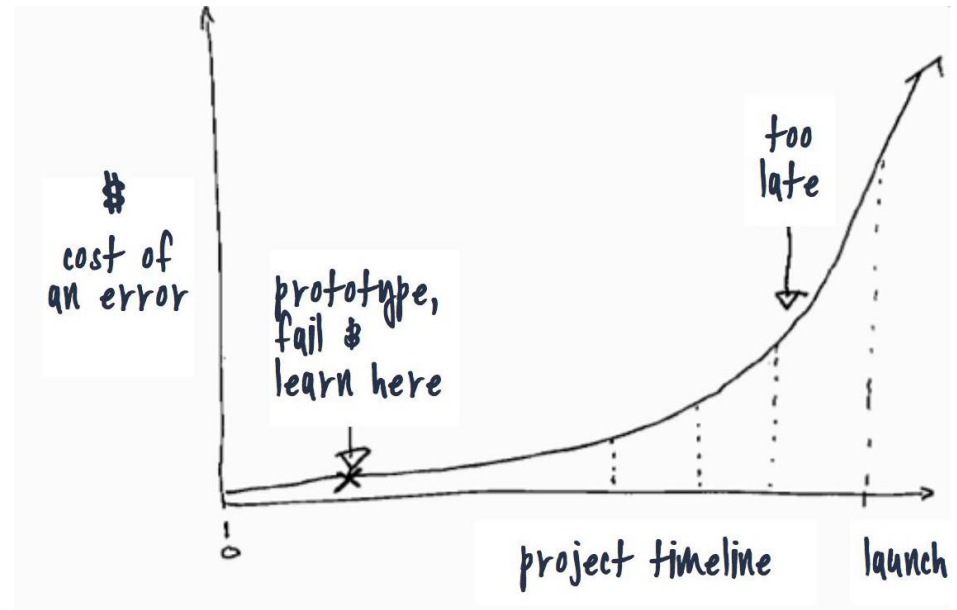 $
cost of
an error
prototype,
fail $
learn here
too
late
0
project timeline
launch